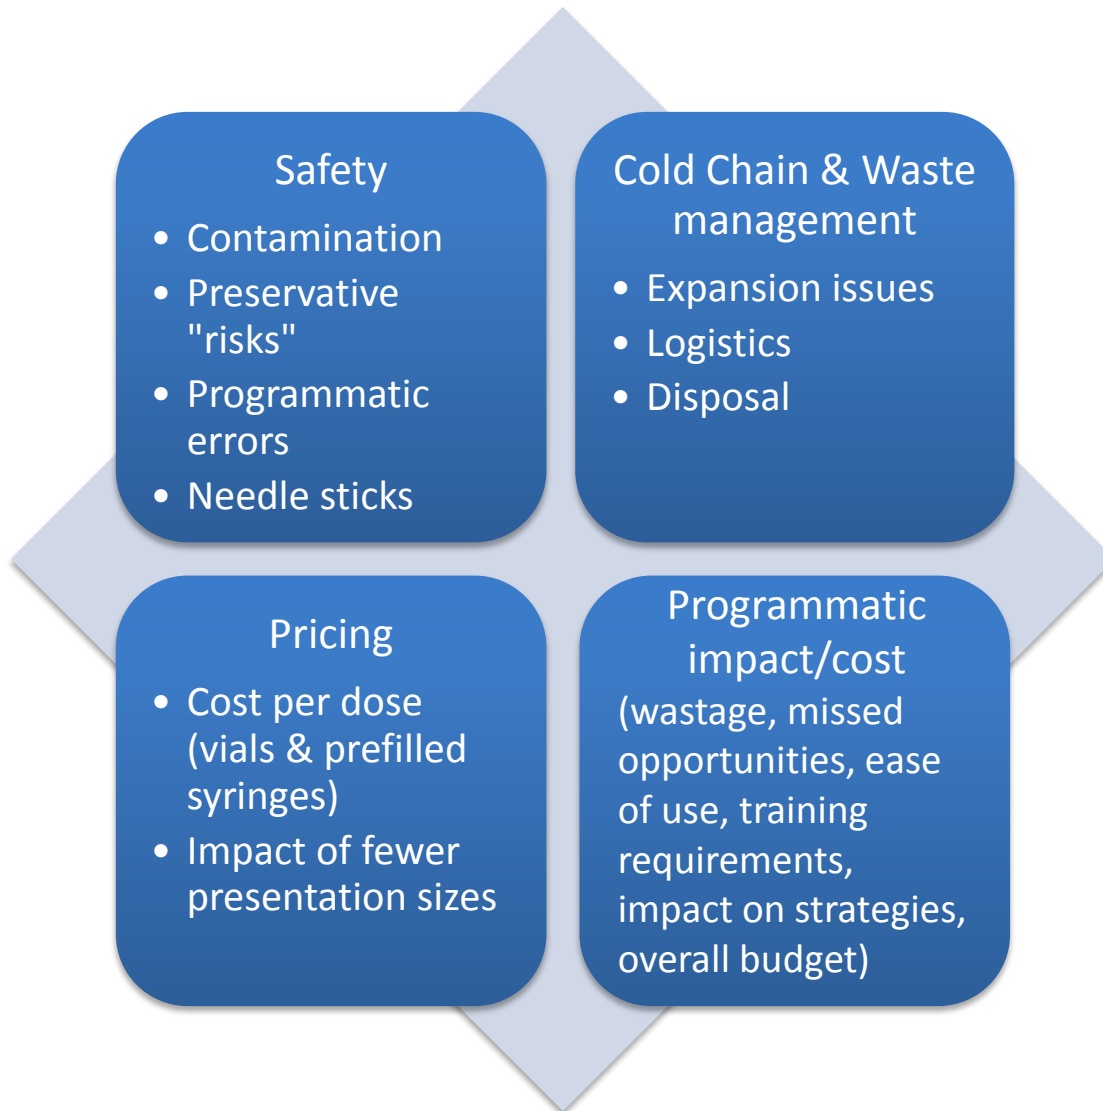 Safety
• Contamination
• Preservative
"risks"
• Programmatic
errors
• Needle sticks
Cold Chain & Waste
management
• Expansion issues
• Logistics
• Disposal
Pricing
• Cost per dose
(vials & prefilled
syringes)
• Impact of fewer
presentation sizes
Programmatic
impact/cost
(wastage, missed
opportunities, ease
of use, training
requirements,
impact on strategies,
overall budget)